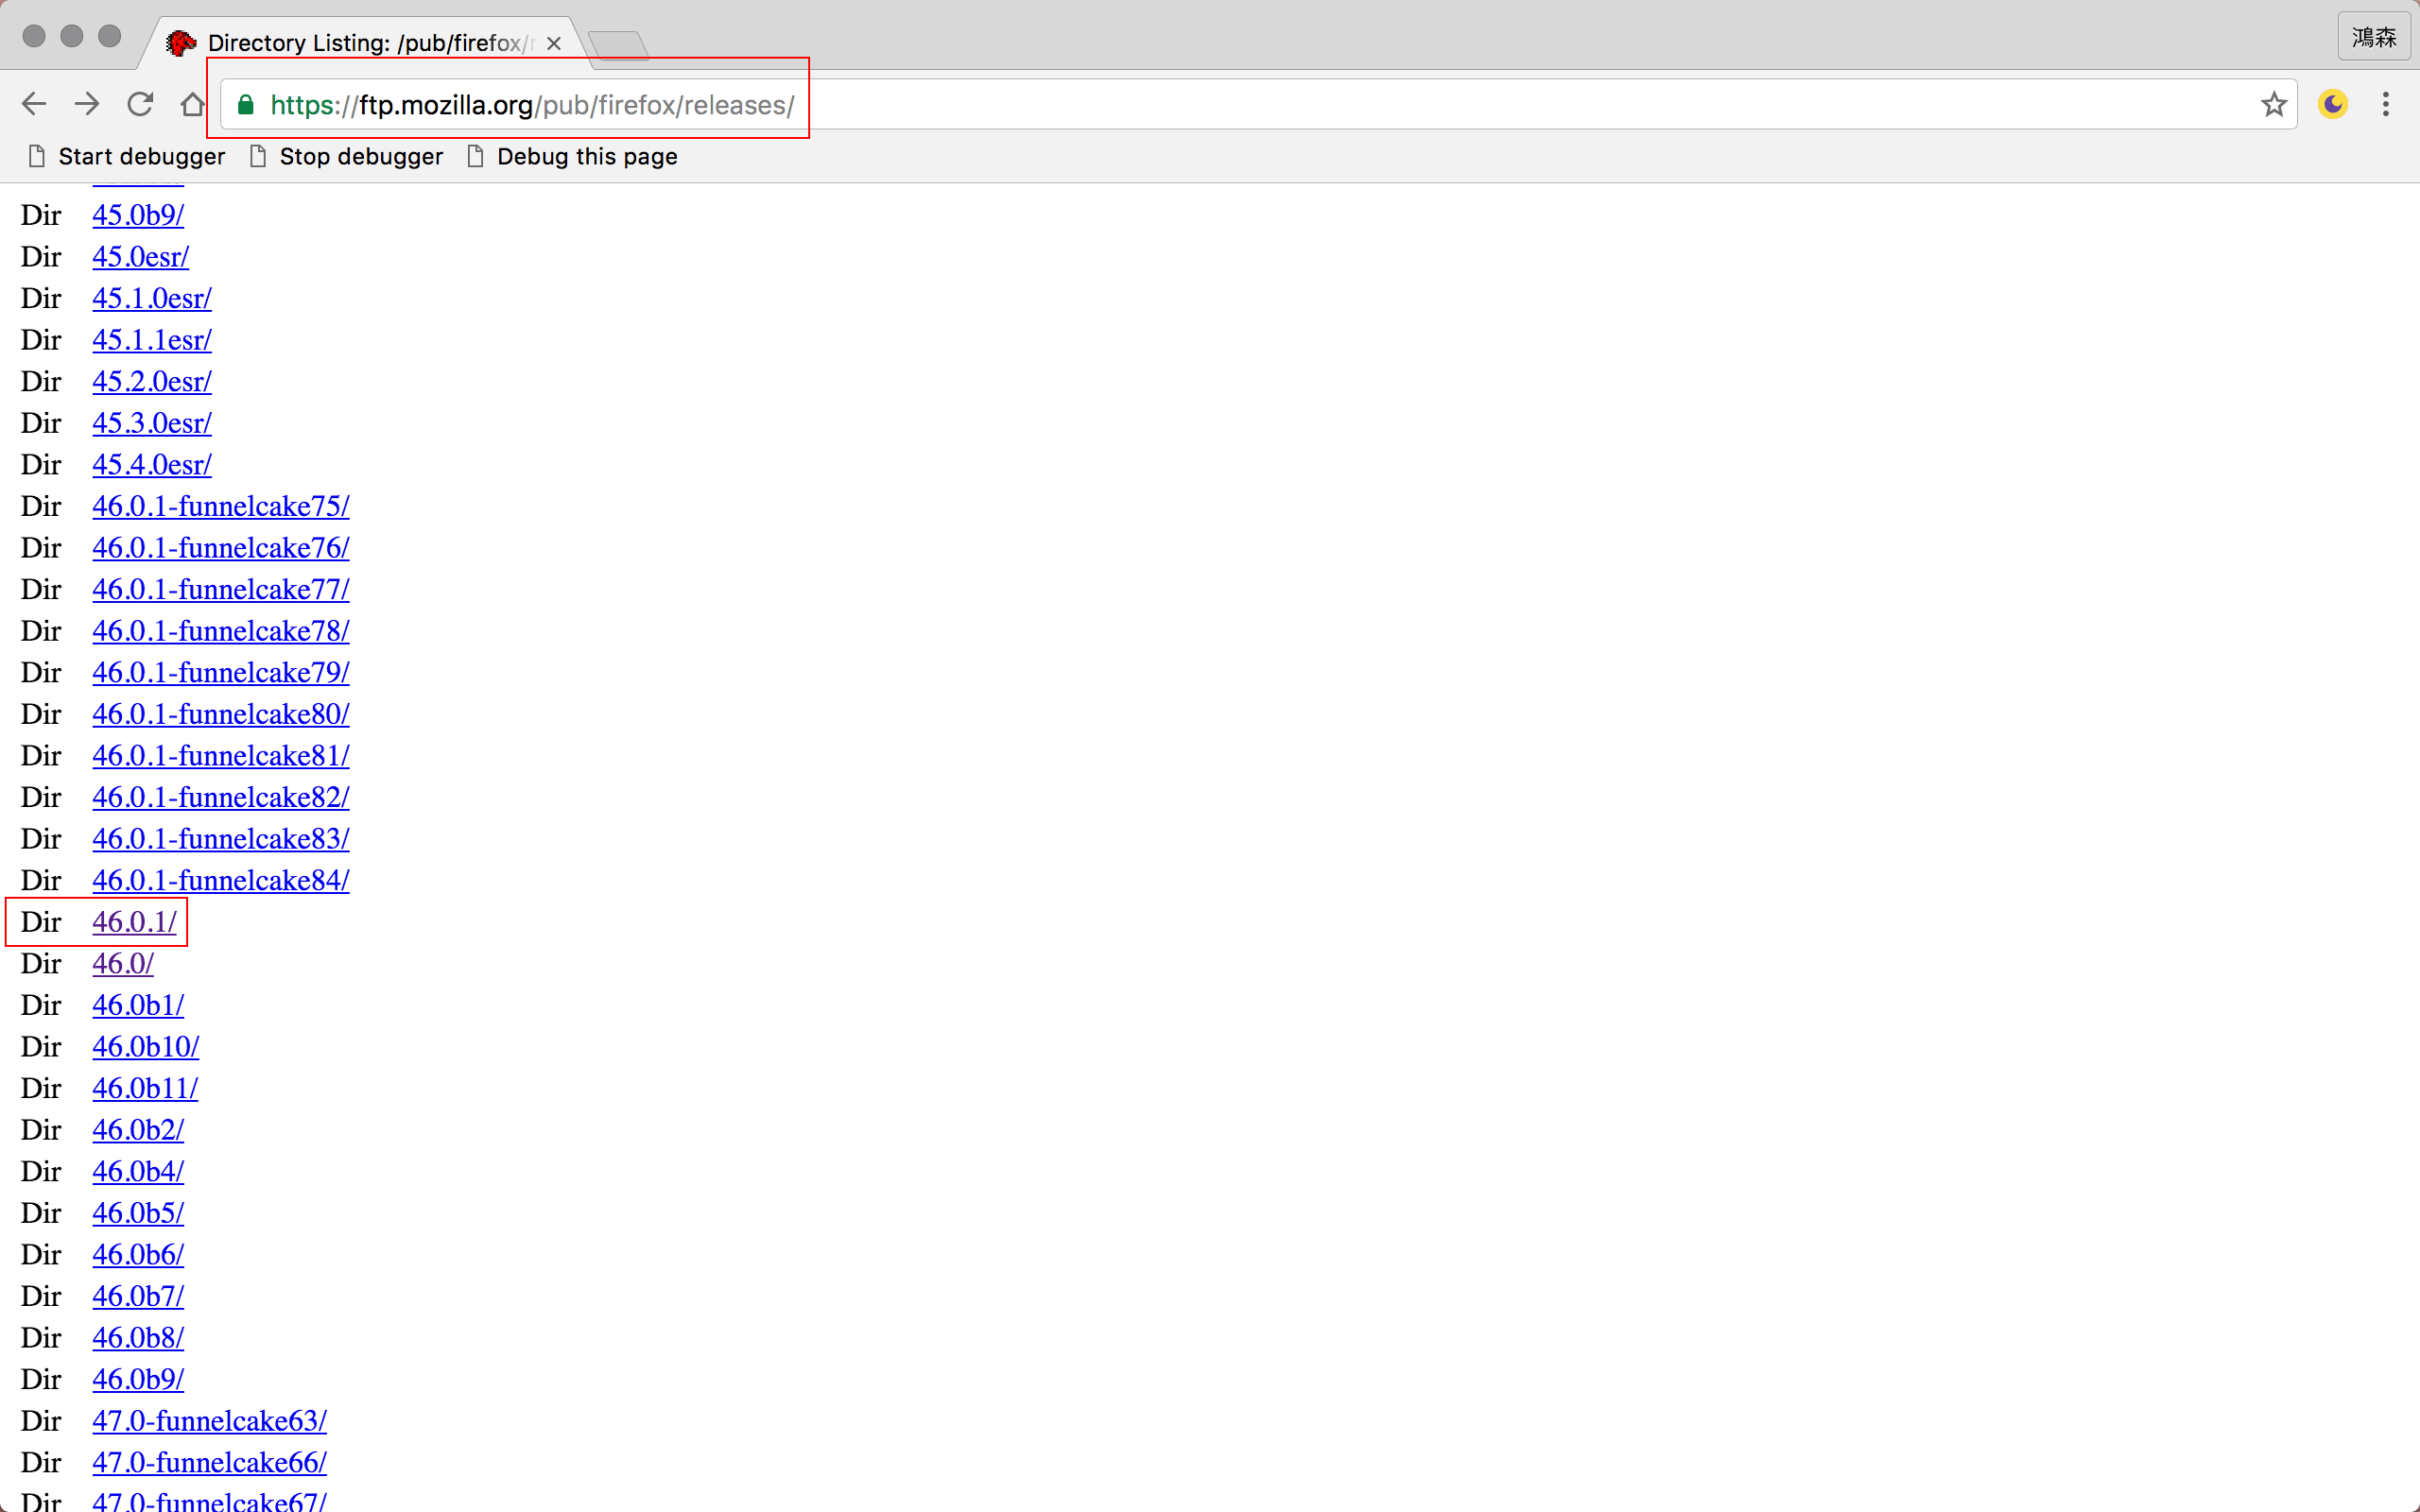 Directory Listing: /pub/firefox/r
鴻森
https://ftp.mozilla.org/pub/firefox/releases/
Start debugger Stop debugger Debug this page
Dir 45.0b9/
Dir 45.0esr/
Dir 45.1.0esr/
Dir 45.1.1esr/
Dir 45.2.0esr/
Dir 45.3.0esr/
Dir 45.4.0esr/
Dir 46.0.1-funnelcake75/
Dir 46.0.1-funnelcake76/
Dir 46.0.1-funnelcake77/
Dir 46.0.1-funnelcake78/
Dir 46.0.1-funnelcake79/
Dir 46.0.1-funnelcake80/
Dir 46.0.1-funnelcake81/
Dir 46.0.1-funnelcake82/
Dir 46.0.1-funnelcake83/
Dir 46.0.1-funnelcake84/
Dir 46.0.1/
Dir 46.0/
Dir 46.0b1/
Dir 46.0b10/
Dir 46.0b11/
Dir 46.0b2/
Dir 46.0b4/
Dir 46.0b5/
Dir 46.0b6/
Dir 46.0b7/
Dir 46.0b8/
Dir 46.0b9/
Dir 47.0-funnelcake63/
Dir 47.0-funnelcake66/
Dir 47.0-funnelcake67/